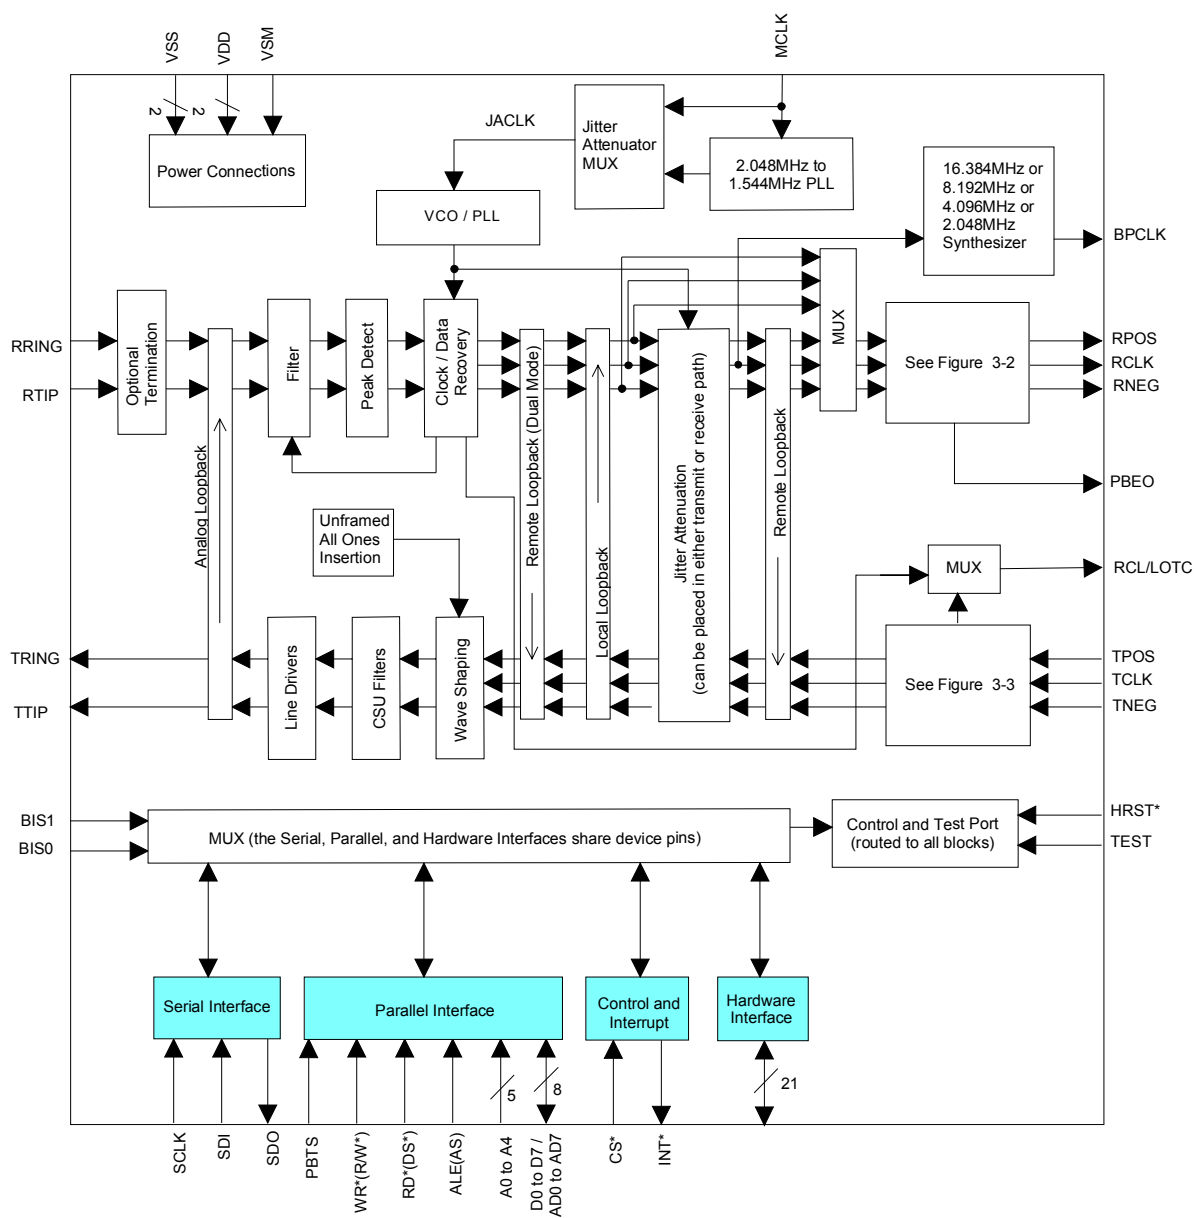 VSS
VDD
VSM
MCLK
2
2
Power Connections
JACLK
Jitter
Attenuator
MUX
2.048MHz to
1.544MHz PLL
16.384MHz or
8.192MHz or
4.096MHz or
2.048MHz
Synthesizer
BPCLK
VCO / PLL
RRING
RTIP
Optional
Termination
Analog Loopback
Filter
Peak Detect
Clock / Data
Recovery
Remote Loopback (Dual Mode)
Local Loopback
Jitter Attenuation
(can be placed in either transmit or receive path)
Remote Loopback
MUX
See Figure 3-2
RPOS
RCLK
RNEG
PBEO
Unframed
All Ones
Insertion
MUX
RCL/LOTC
TRING
TTIP
Line Drivers
CSU Filters
Wave Shaping
See Figure 3-3
TPOS
TCLK
TNEG
BIS1
BIS0
MUX (the Serial, Parallel, and Hardware Interfaces share device pins)
Control and Test Port
(routed to all blocks)
HRST*
TEST
Serial Interface
Parallel Interface
Control and
Interrupt
Hardware
Interface
5
8
21
SCLK
SDI
SDO
PBTS
WR*(R/W*)
RD*(DS*)
ALE(AS)
A0 to A4
D0 to D7 /
AD0 to AD7
CS*
INT*